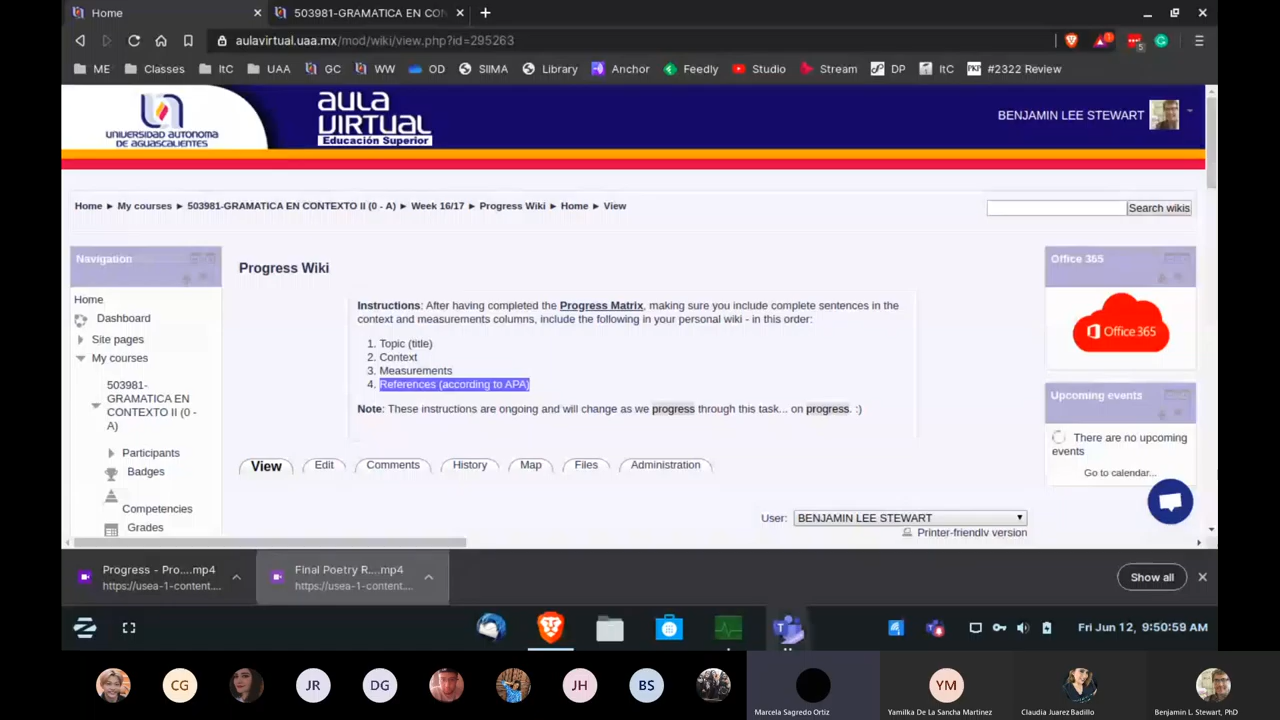 Home
503981-GRAMATICA EN CON
aulavirtual.uaa.mx/mod/wiki/view.php?id=295263
ME Classes ItC UAA GC WW OD SIIMA Library Anchor Feedly Studio Stream DP ItC #2322 Review
UNIVERSIDAD AUTONOMA
DE AGUASCALIENTES
AULA
VIRTUAL
Educación Superior
BENJAMIN LEE STEWART
Home ► My courses ► 503981-GRAMATICA EN CONTEXTO II (0 - A) ► Week 16/17 ► Progress Wiki ► Home ► View
Search wikis
Navigation
Home
Dashboard
Site pages
My courses
503981-
GRAMATICA EN
CONTEXTO II (0 -
A)
Participants
Badges
Competencies
Grades
Progress Wiki
Instructions: After having completed the Progress Matrix, making sure you include complete sentences in the
context and measurements columns, include the following in your personal wiki - in this order:
1. Topic (title)
2. Context
3. Measurements
4. References (according to APA)
Note: These instructions are ongoing and will change as we progress through this task... on progress. :)
View Edit Comments History Map Files Administration
User: BENJAMIN LEE STEWART
Printer-friendly version
Office 365
Office 365
Upcoming events
There are no upcoming
events
Go to calendar...
Progress - Pro....mp4
https://usea-1-content....
Final Poetry R....mp4
https://usea-1-content....
Show all
Fri Jun 12, 9:50:59 AM
CG JR DG JH BS YM
Marcela Sagredo Ortiz
Yamilka De La Sancha Martinez
Claudia Juarez Badillo
Benjamin L. Stewart, PhD